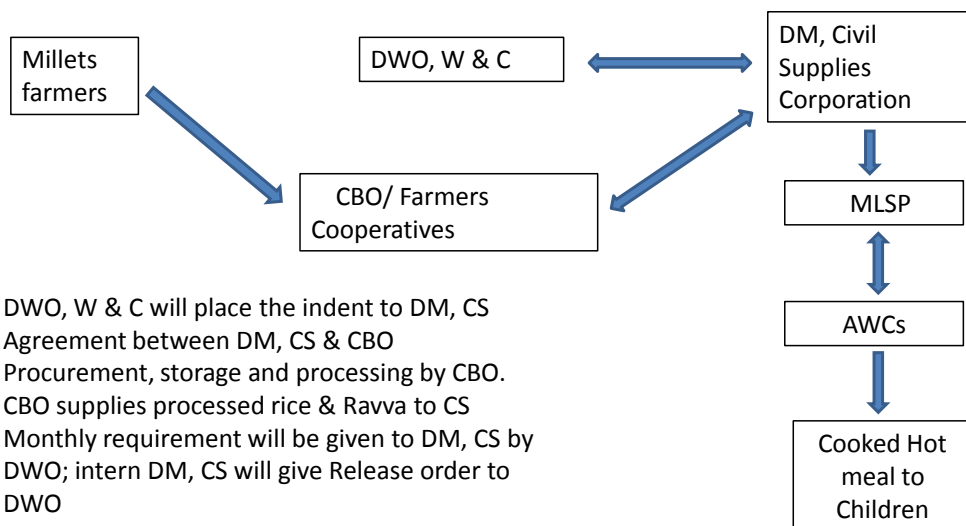 Millets
farmers
DWO, W & C
DM, Civil
Supplies
Corporation
CBO/ Farmers
Cooperatives
MLSP
AWCs
Cooked Hot
meal to
Children
DWO, W & C will place the indent to DM, CS
Agreement between DM, CS & CBO
Procurement, storage and processing by CBO.
CBO supplies processed rice & Ravva to CS
Monthly requirement will be given to DM, CS by
DWO; intern DM, CS will give Release order to
DWO